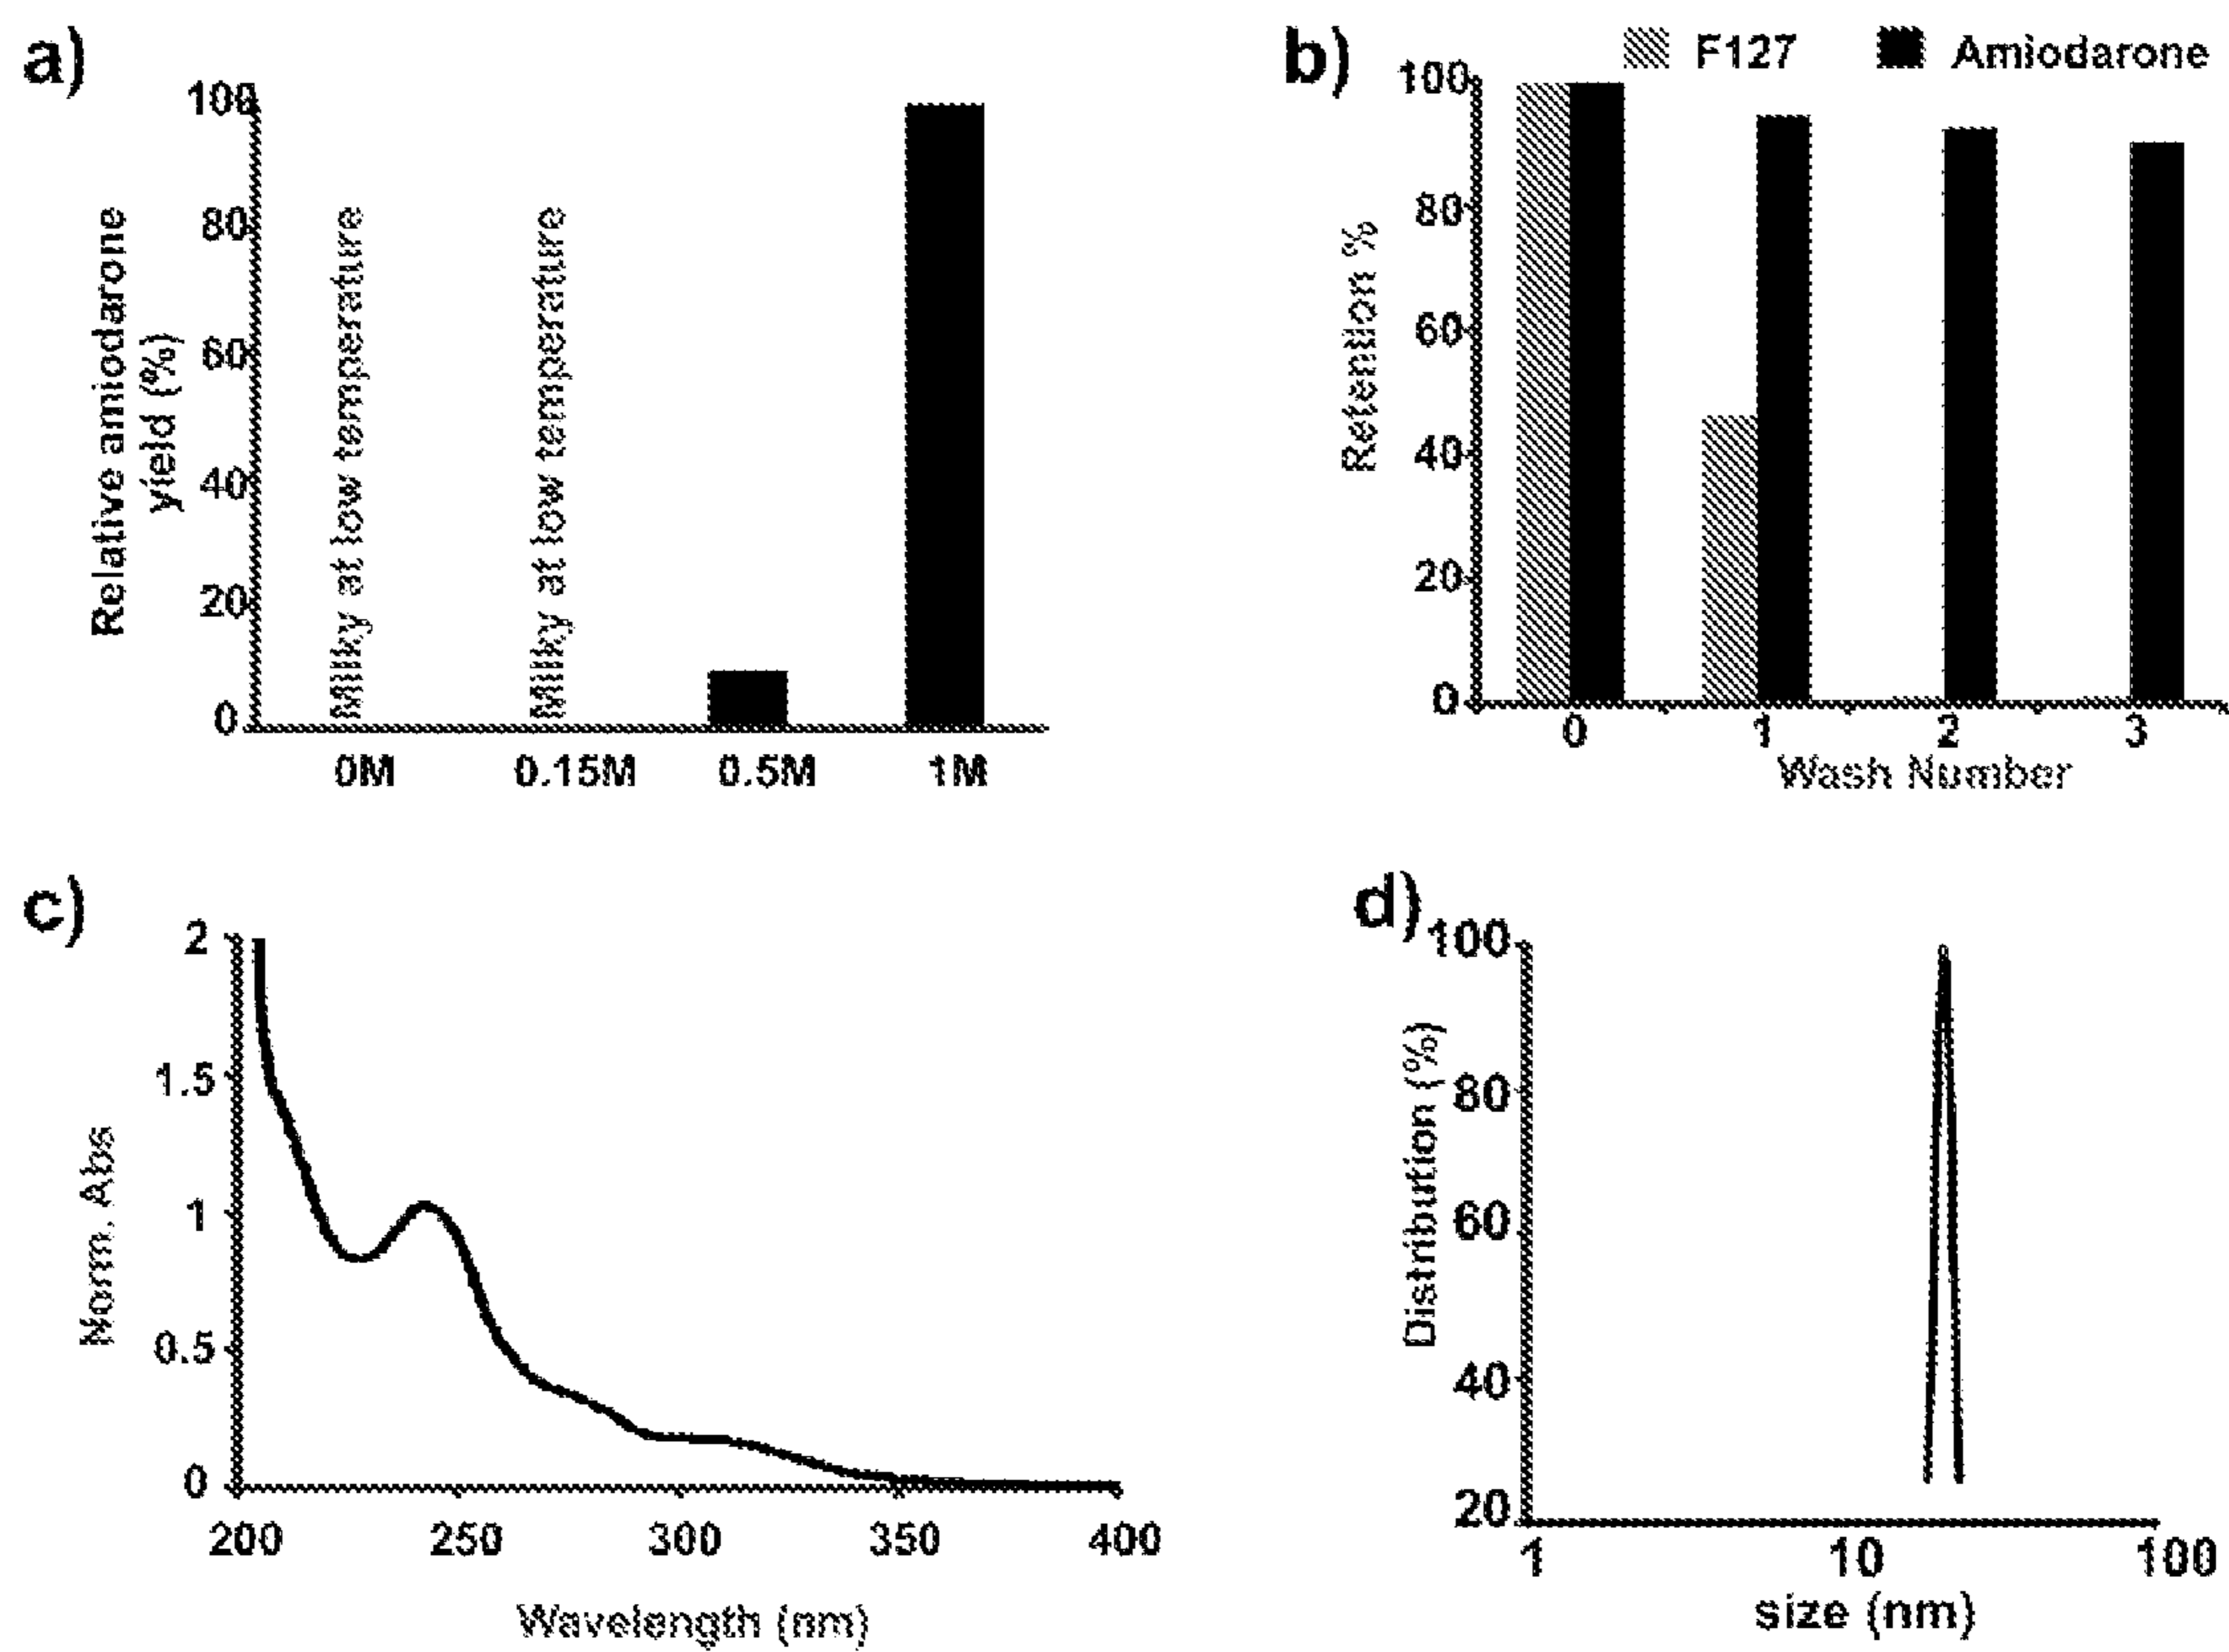 a)
100
80
60
40
20
0
Relative amiodarone
yield (%)
Milky at low temperature
Milky at low temperature
0M 0.15M 0.5M 1M
b)
F127 Amiodarone
100
80
60
40
20
0
Retention %
0 1 2 3
Wash Number
c)
2
1.5
1
0.5
0
Norm. Abs
200 250 300 350 400
Wavelength (nm)
d)
100
80
60
40
20
Distribution (%)
1 10 100
size (nm)